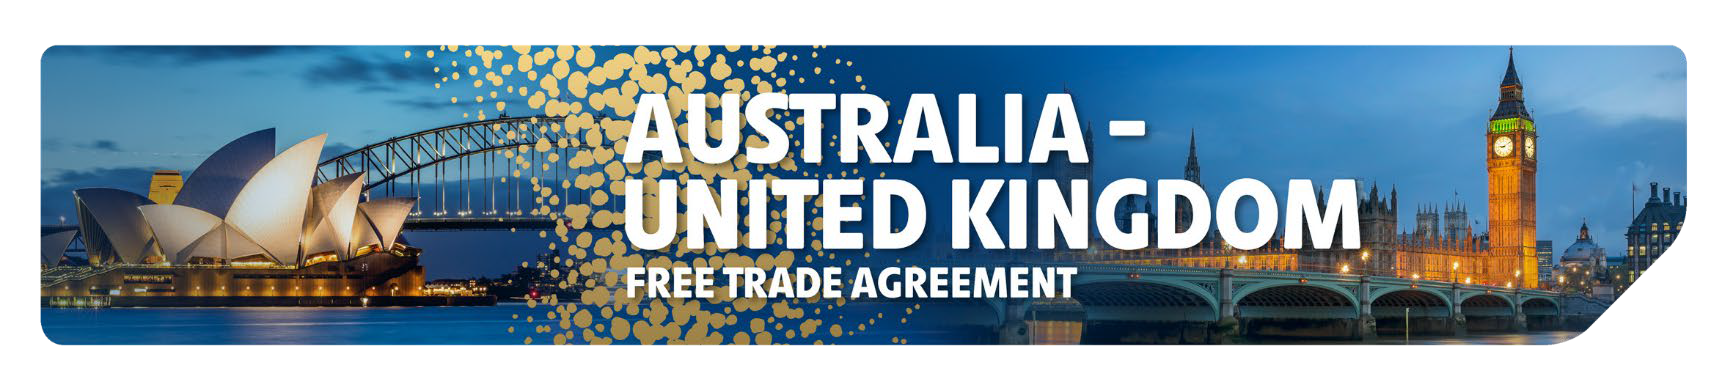 AUSTRALIA –
UNITED KINGDOM
FREE TRADE AGREEMENT